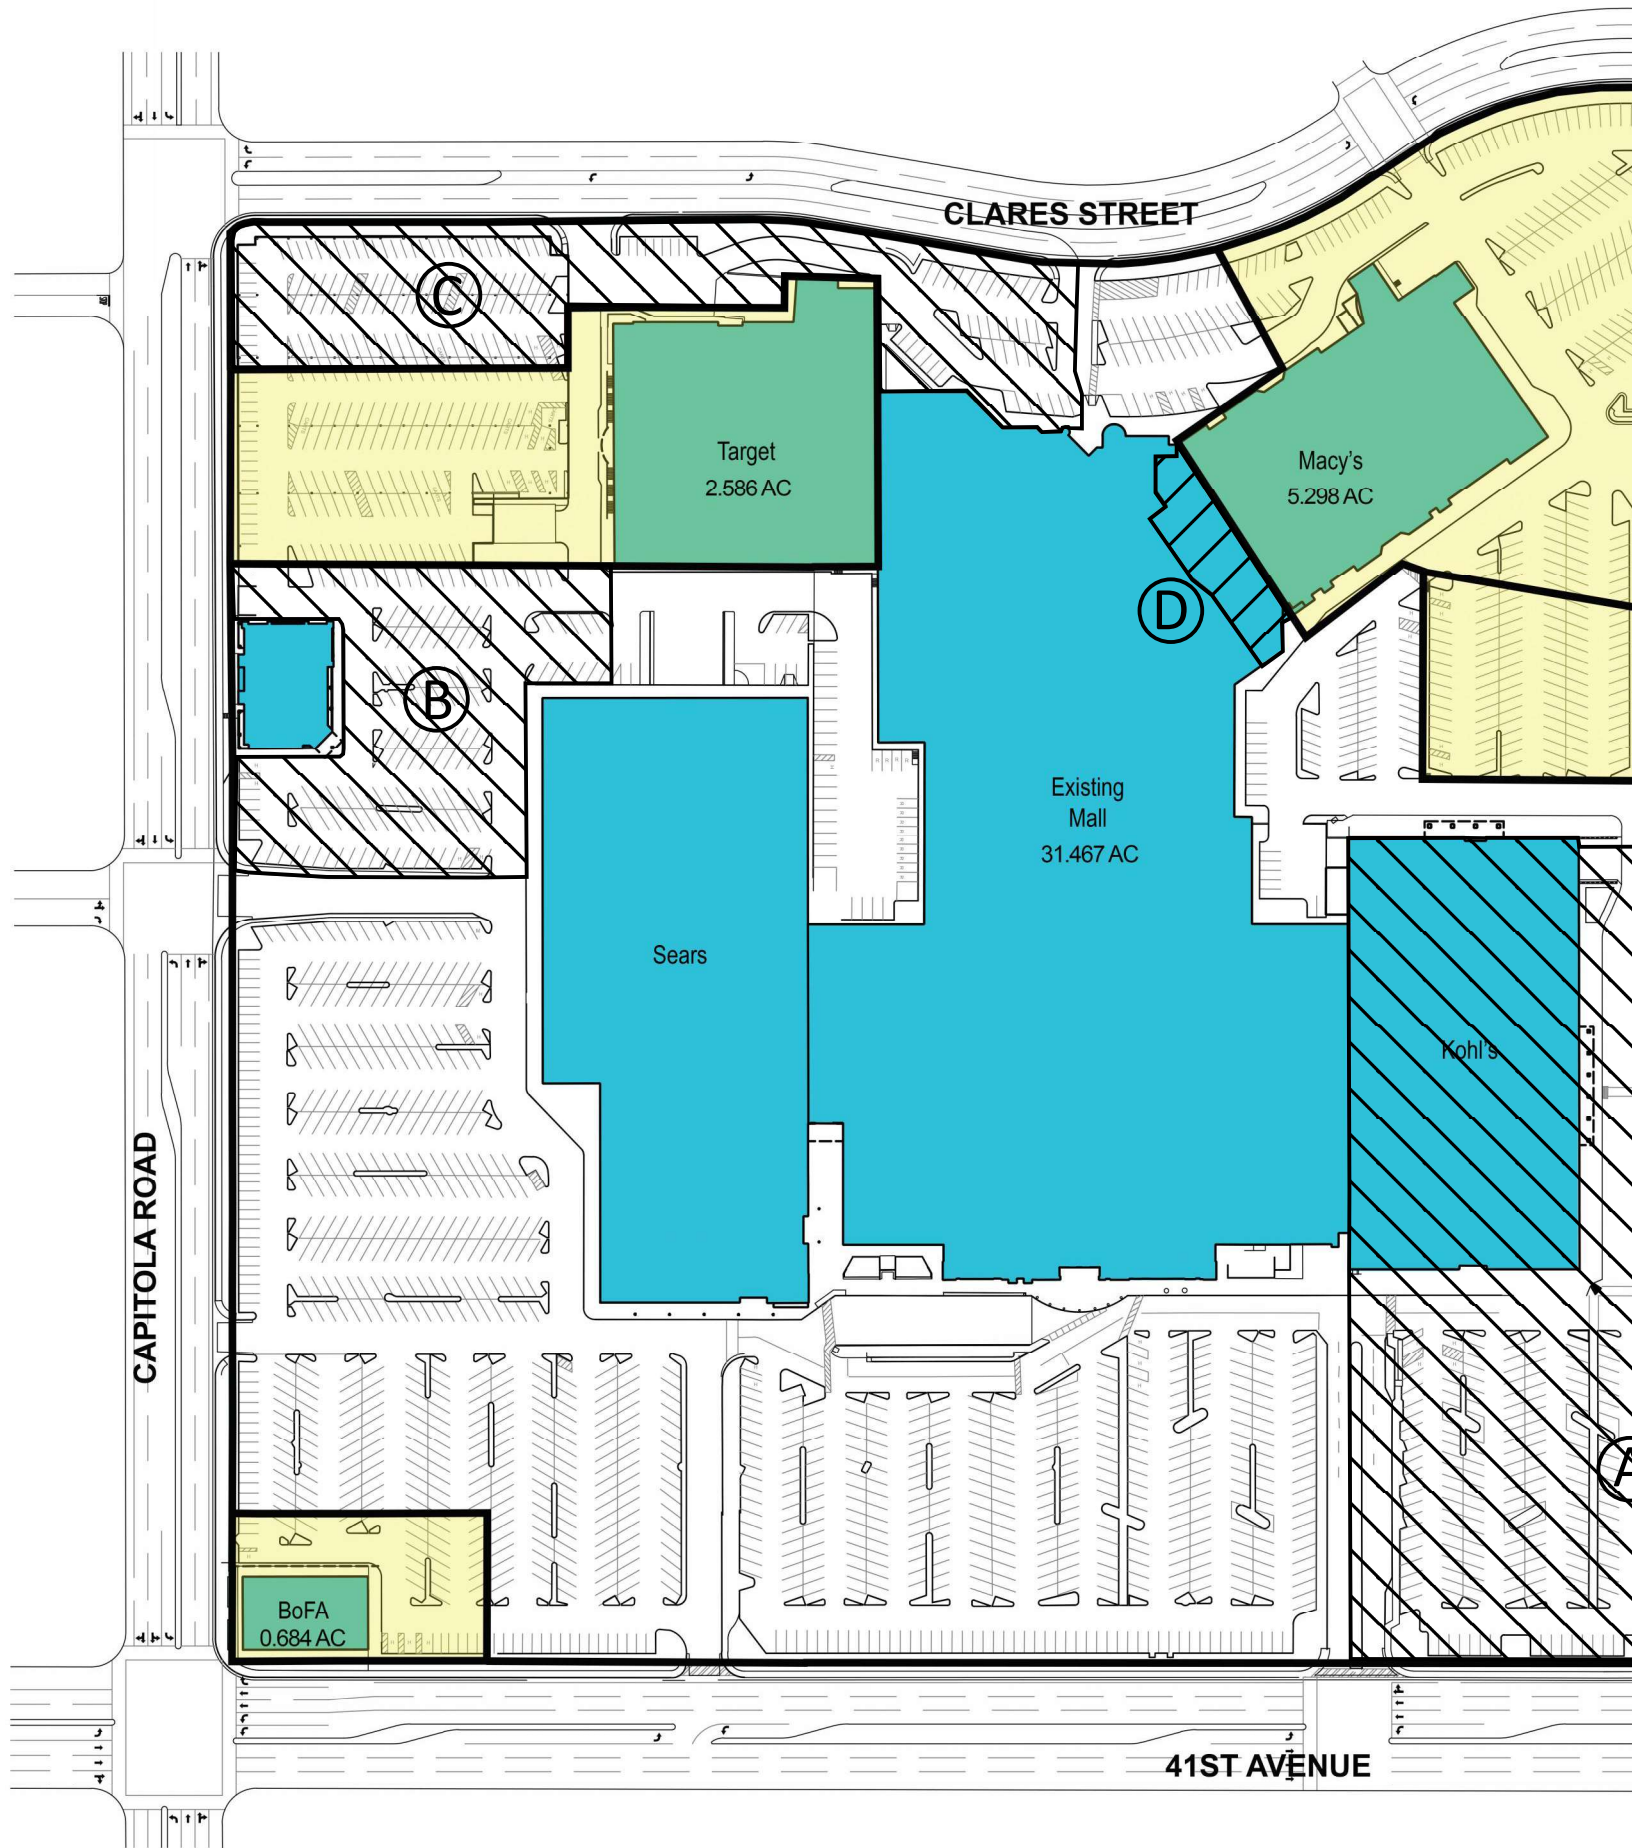 CLARES STREET
C
Target
2.586 AC
Macy's
5.298 AC
D
B
Existing
Mall
31.467 AC
Sears
Kohl's
CAPITOLA ROAD
A
BoFA
0.684 AC
41ST AVENUE